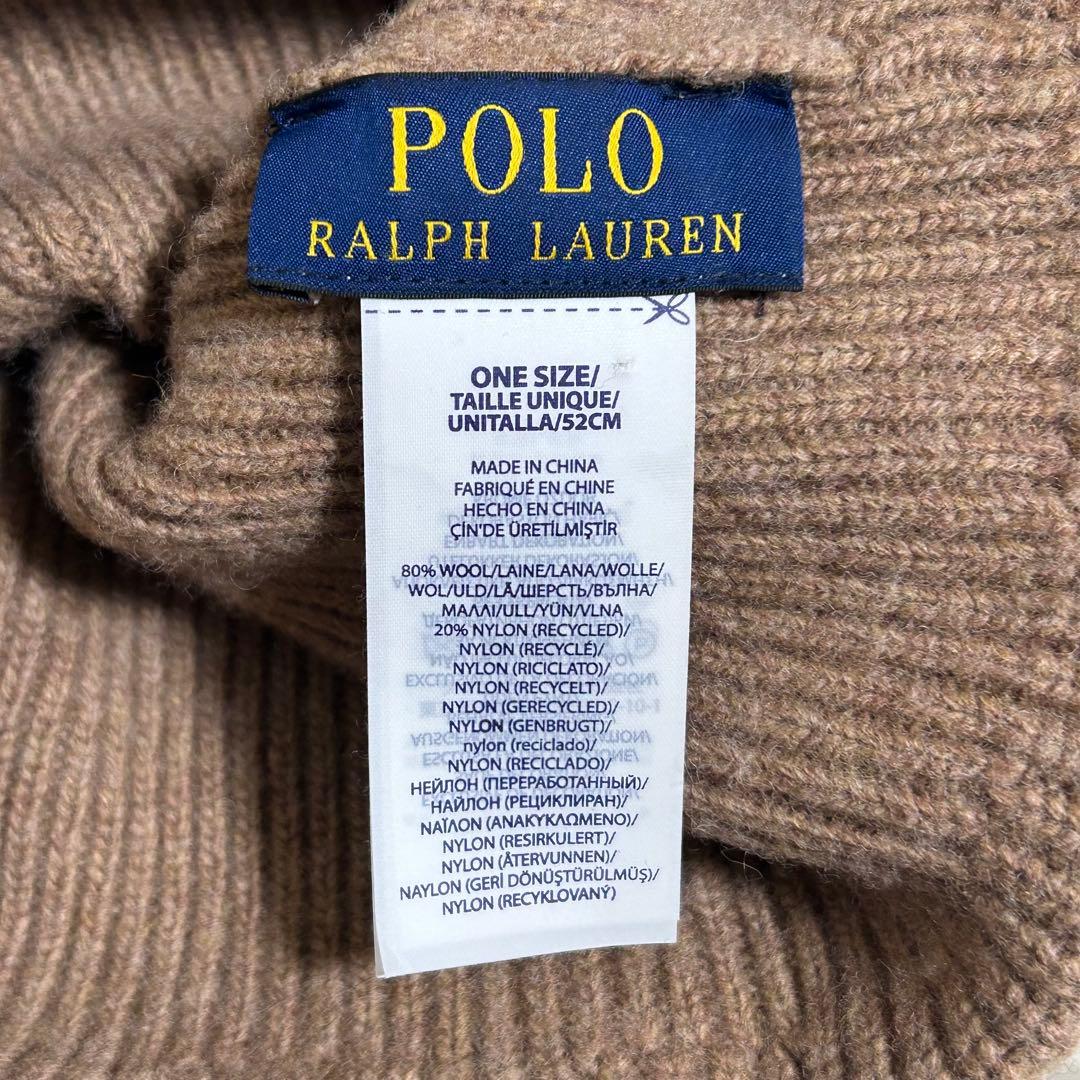 POLO
RALPH LAUREN
ONE SIZE/
TAILLE UNIQUE/
UNITALLA/52CM
MADE IN CHINA
FABRIQUÉ EN CHINE
HECHO EN CHINA
ÇİN'DE ÜRETİLMİŞTİR
80% WOOL/LAINE/LANA/WOLLE/
WOL/ULD/LÃ/ШЕРСТЬ/ВЪЛНА/
ΜΑΛΛΙ/ULL/YÜN/VLNA
20% NYLON (RECYCLED)/
NYLON (RECYCLÉ)/
NYLON (RICICLATO)/
NYLON (RECYCELT)/
NYLON (GERECYCLED)/
NYLON (GENBRUGT)/
nylon (reciclado)/
NYLON (RECICLADO)/
НЕЙЛОН (ПЕРЕРАБОТАННЫЙ)/
НАЙЛОН (РЕЦИКЛИРАН)/
ΝΑΪΛΟΝ (ΑΝΑΚΥΚΛΩΜΕΝΟ)/
NYLON (RESIRKULERT)/
NYLON (ÅTERVUNNEN)/
NAYLON (GERİ DÖNÜŞTÜRÜLMÜŞ)/
NYLON (RECYKLOVANÝ)